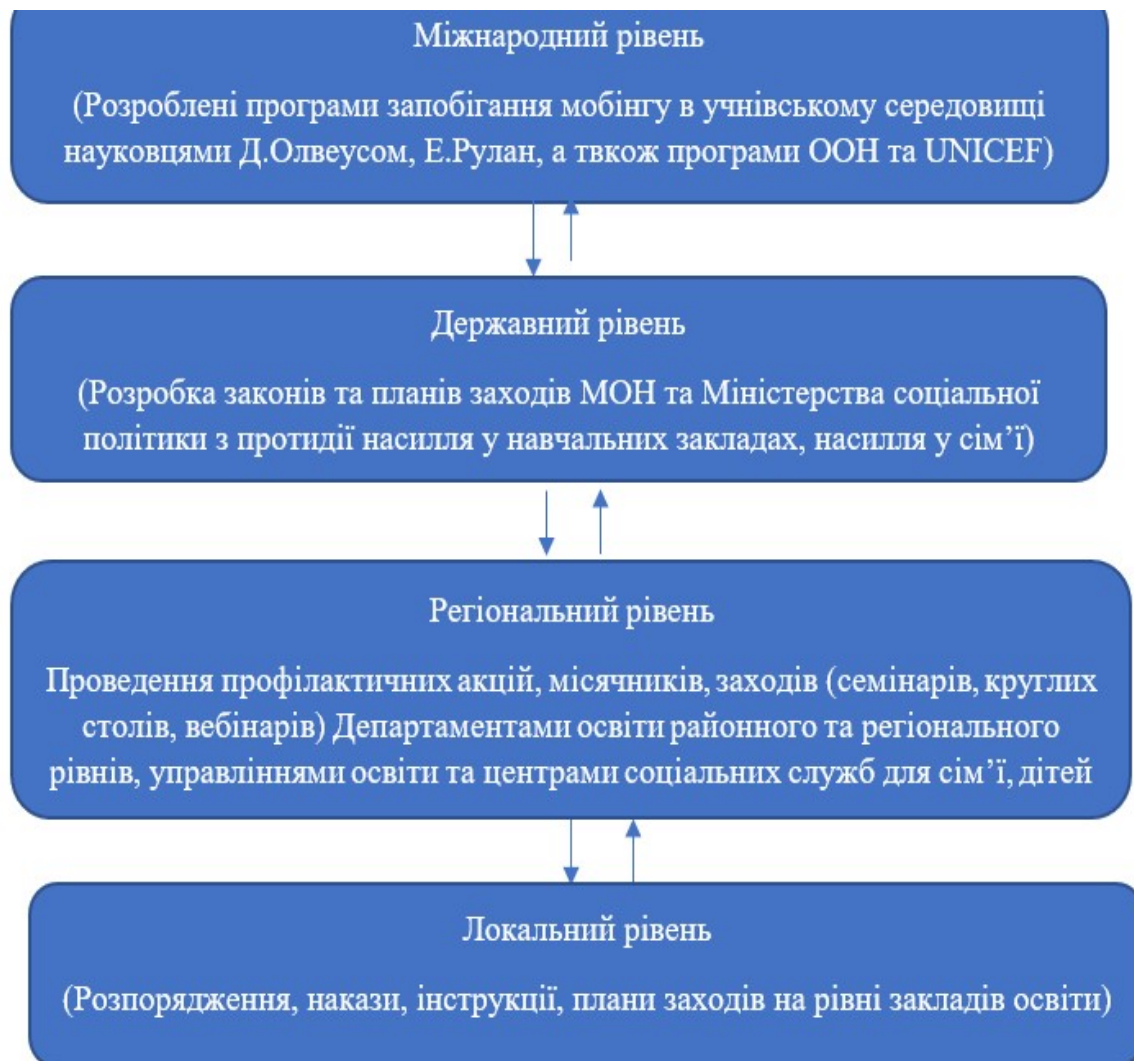 Міжнародний рівень
(Розроблені програми запобігання мобінгу в учнівському середовищі
науковцями Д.Олвеусом, Е.Рулан, а твкож програми ООН та UNICEF)
Державний рівень
(Розробка законів та планів заходів МОН та Міністерства соціальної
політики з протидії насилля у навчальних закладах, насилля у сім’ї)
Регіональний рівень
Проведення профілактичних акцій, місячників, заходів (семінарів, круглих
столів, вебінарів) Департаментами освіти районного та регіонального
рівнів, управліннями освіти та центрами соціальних служб для сім’ї, дітей
Локальний рівень
(Розпорядження, накази, інструкції, плани заходів на рівні закладів освіти)